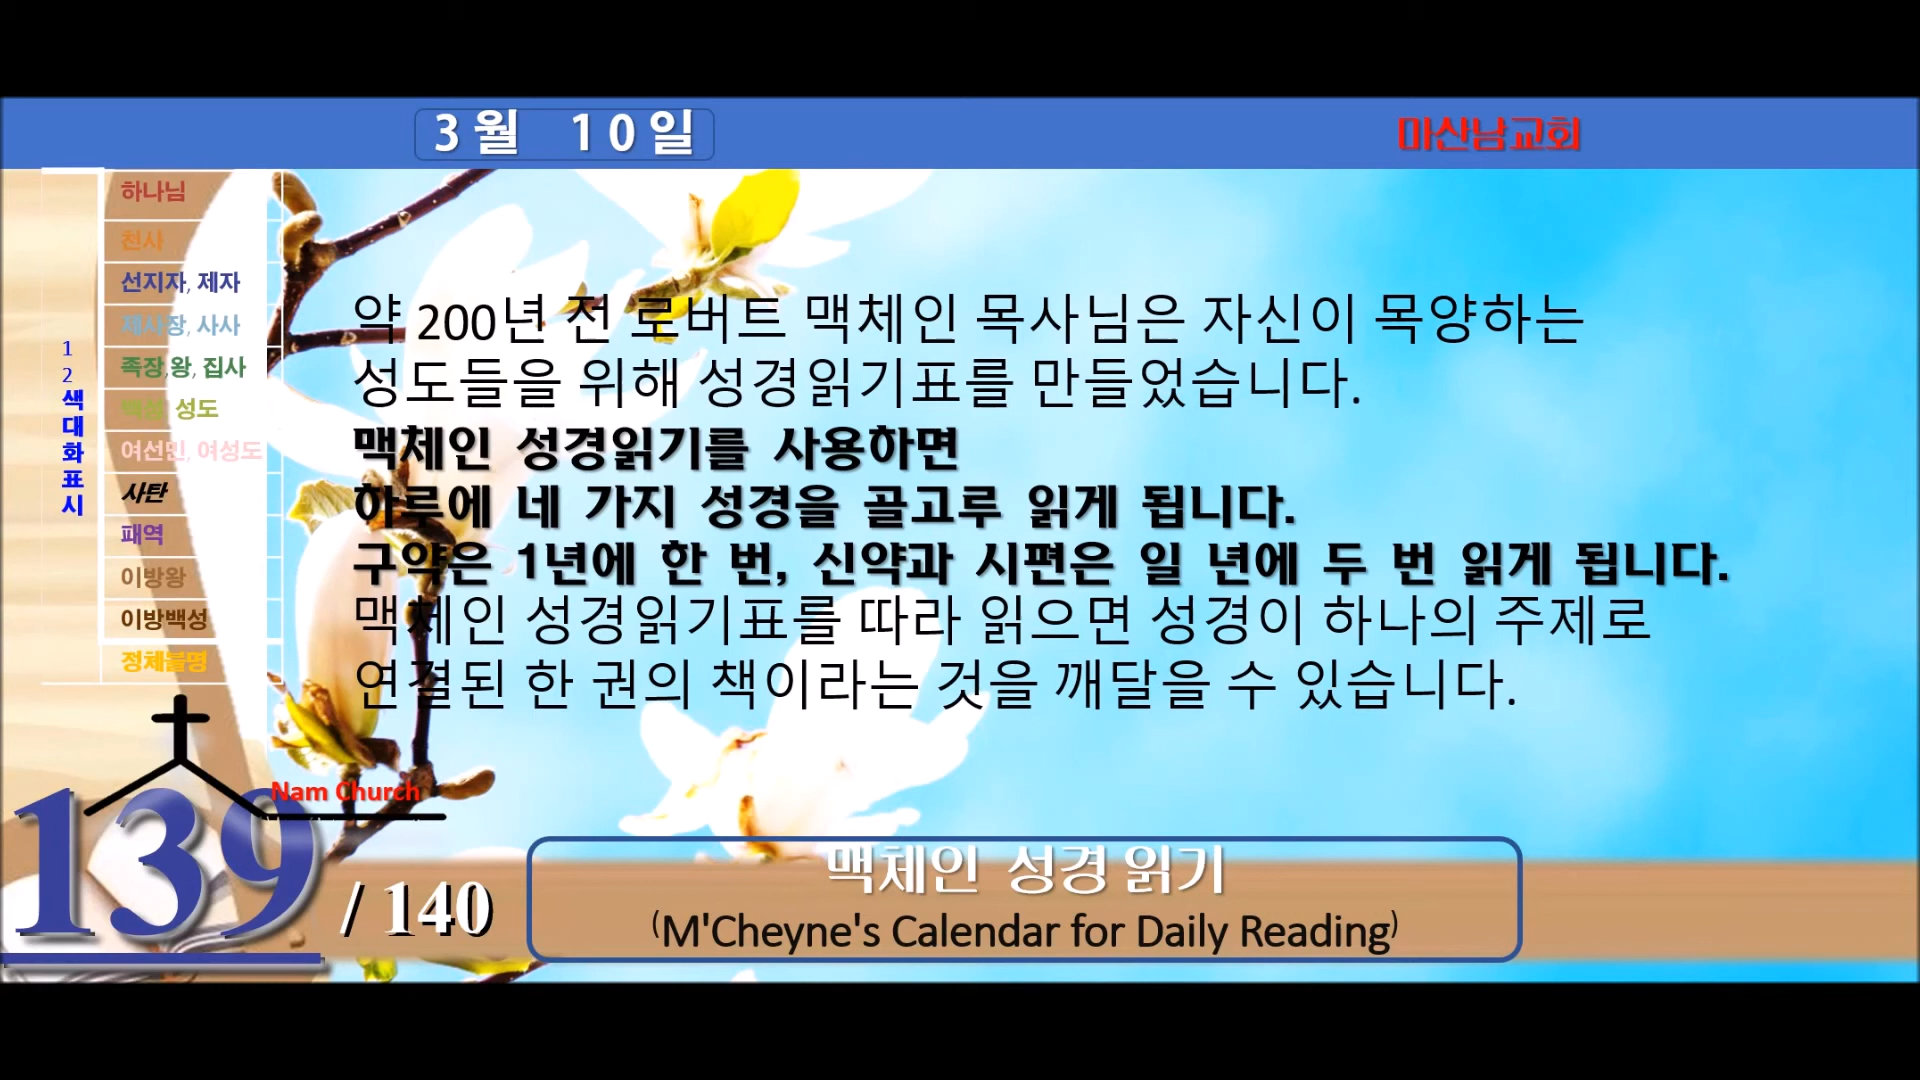 3월 10일
마산남교회
12색대화표시
하나님
천사
선지자, 제자
제사장, 사사
족장,왕, 집사
백성, 성도
여선민, 여성도
사탄
패역
이방왕
이방백성
정체불명
약 200년 전 로버트 맥체인 목사님은 자신이 목양하는
성도들을 위해 성경읽기표를 만들었습니다.
맥체인 성경읽기를 사용하면
하루에 네 가지 성경을 골고루 읽게 됩니다.
구약은 1년에 한 번, 신약과 시편은 일 년에 두 번 읽게 됩니다.
맥체인 성경읽기표를 따라 읽으면 성경이 하나의 주제로
연결된 한 권의 책이라는 것을 깨달을 수 있습니다.
Nam Church
139 / 140
맥체인 성경 읽기
(M'Cheyne's Calendar for Daily Reading)